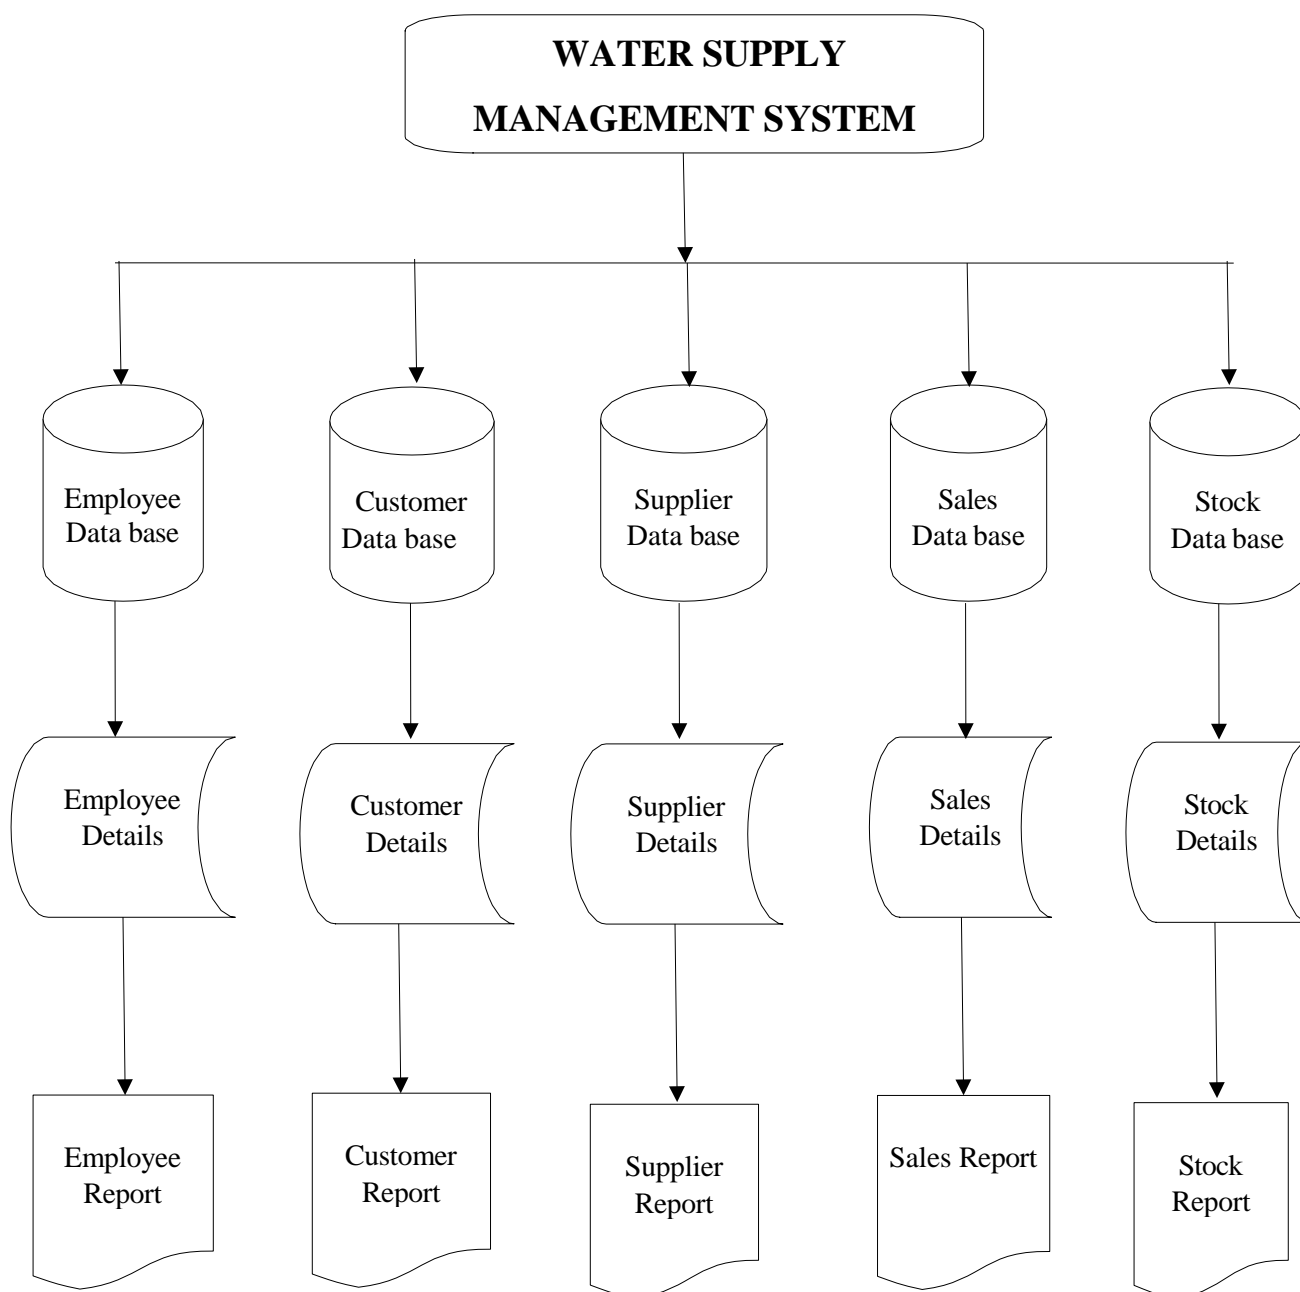 WATER SUPPLY
MANAGEMENT SYSTEM
Employee
Data base
Customer
Data base
Supplier
Data base
Sales
Data base
Stock
Data base
Employee
Details
Customer
Details
Supplier
Details
Sales
Details
Stock
Details
Employee
Report
Customer
Report
Supplier
Report
Sales Report
Stock
Report